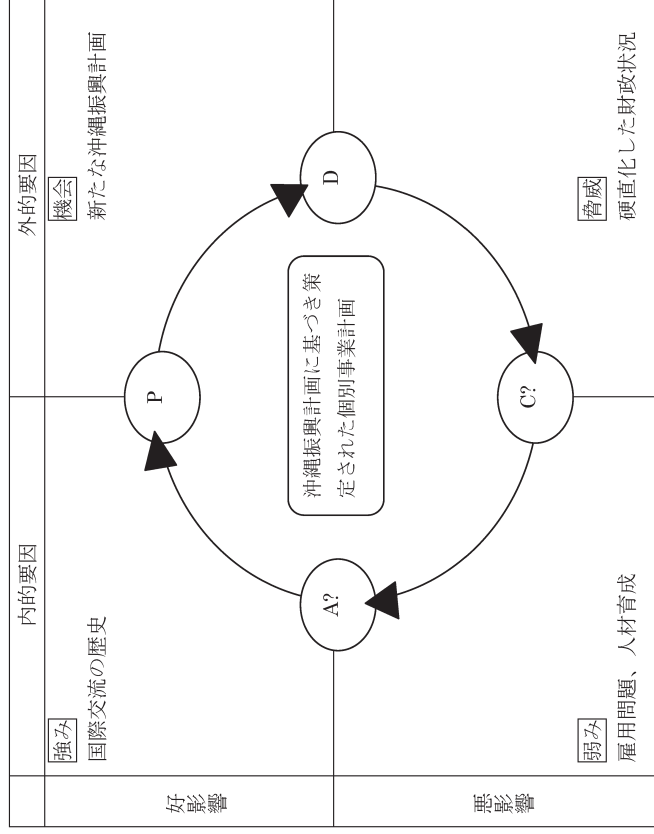 内的要因
外的要因
好影響
強み
国際交流の歴史
機会
新たな沖縄振興計画
P
A?
沖縄振興計画に基づき策
定された個別事業計画
D
C?
悪影響
弱み
雇用問題、人材育成
脅威
硬直化した財政状況